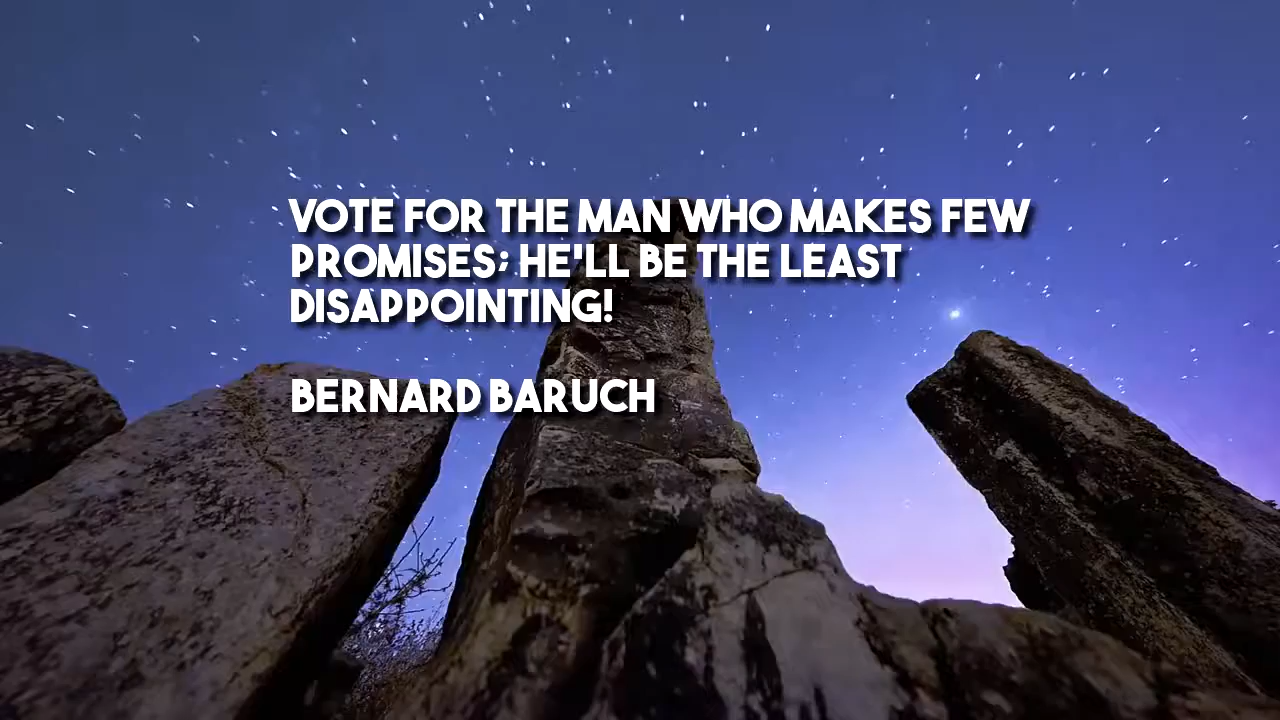 VOTE FOR THE MAN WHO MAKES FEW
PROMISES; HE'LL BE THE LEAST
DISAPPOINTING!
BERNARD BARUCH